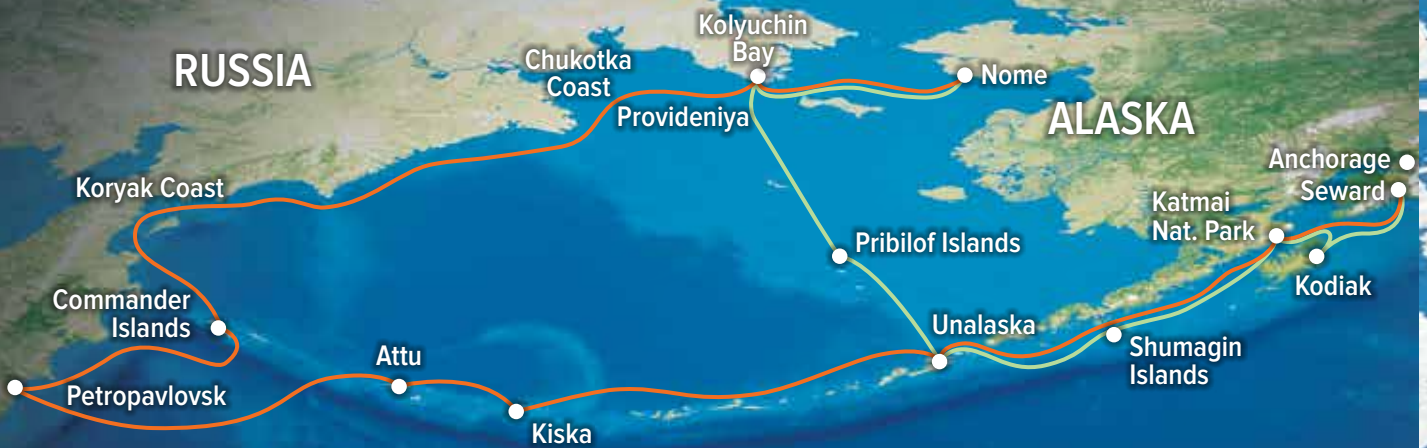 Kolyuchin
Bay
RUSSIA
Chukotka
Coast
Nome
Provideniya
ALASKA
Anchorage
Koryak Coast
Seward
Katmai
Nat. Park
Pribilof Islands
Kodiak
Commander
Islands
Unalaska
Attu
Shumagin
Islands
Petropavlovsk
Kiska